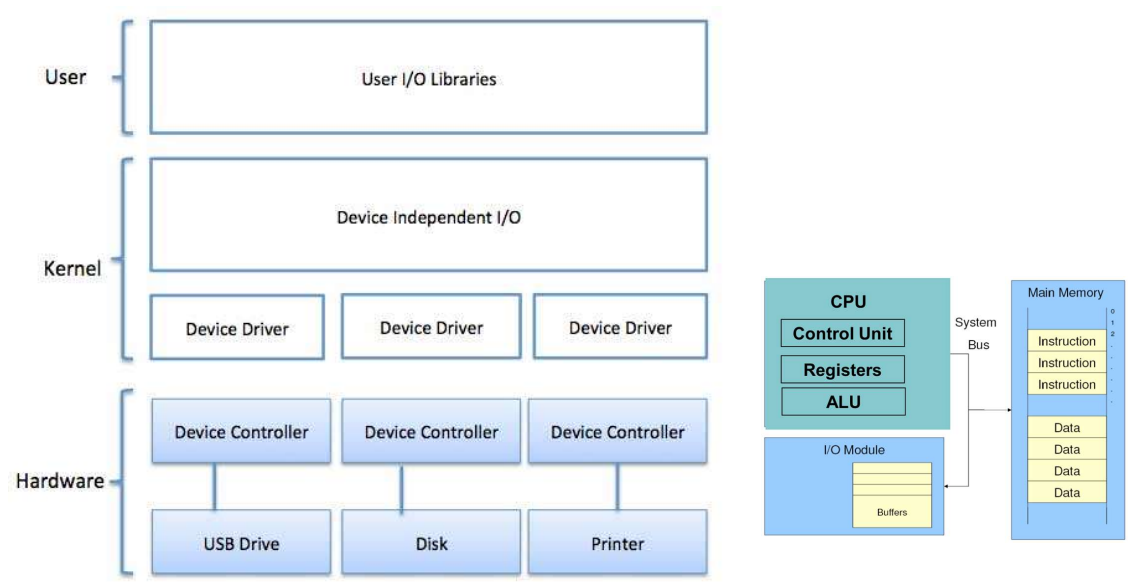 User
User I/O Libraries
Kernel
Device Independent I/O
Device Driver
Device Driver
Device Driver
Hardware
Device Controller
Device Controller
Device Controller
USB Drive
Disk
Printer
CPU
Control Unit
Registers
ALU
System
Bus
I/O Module
Buffers
Main Memory
0
1
2
.
.
.
.
.
.
Instruction
Instruction
Instruction
Data
Data
Data
Data